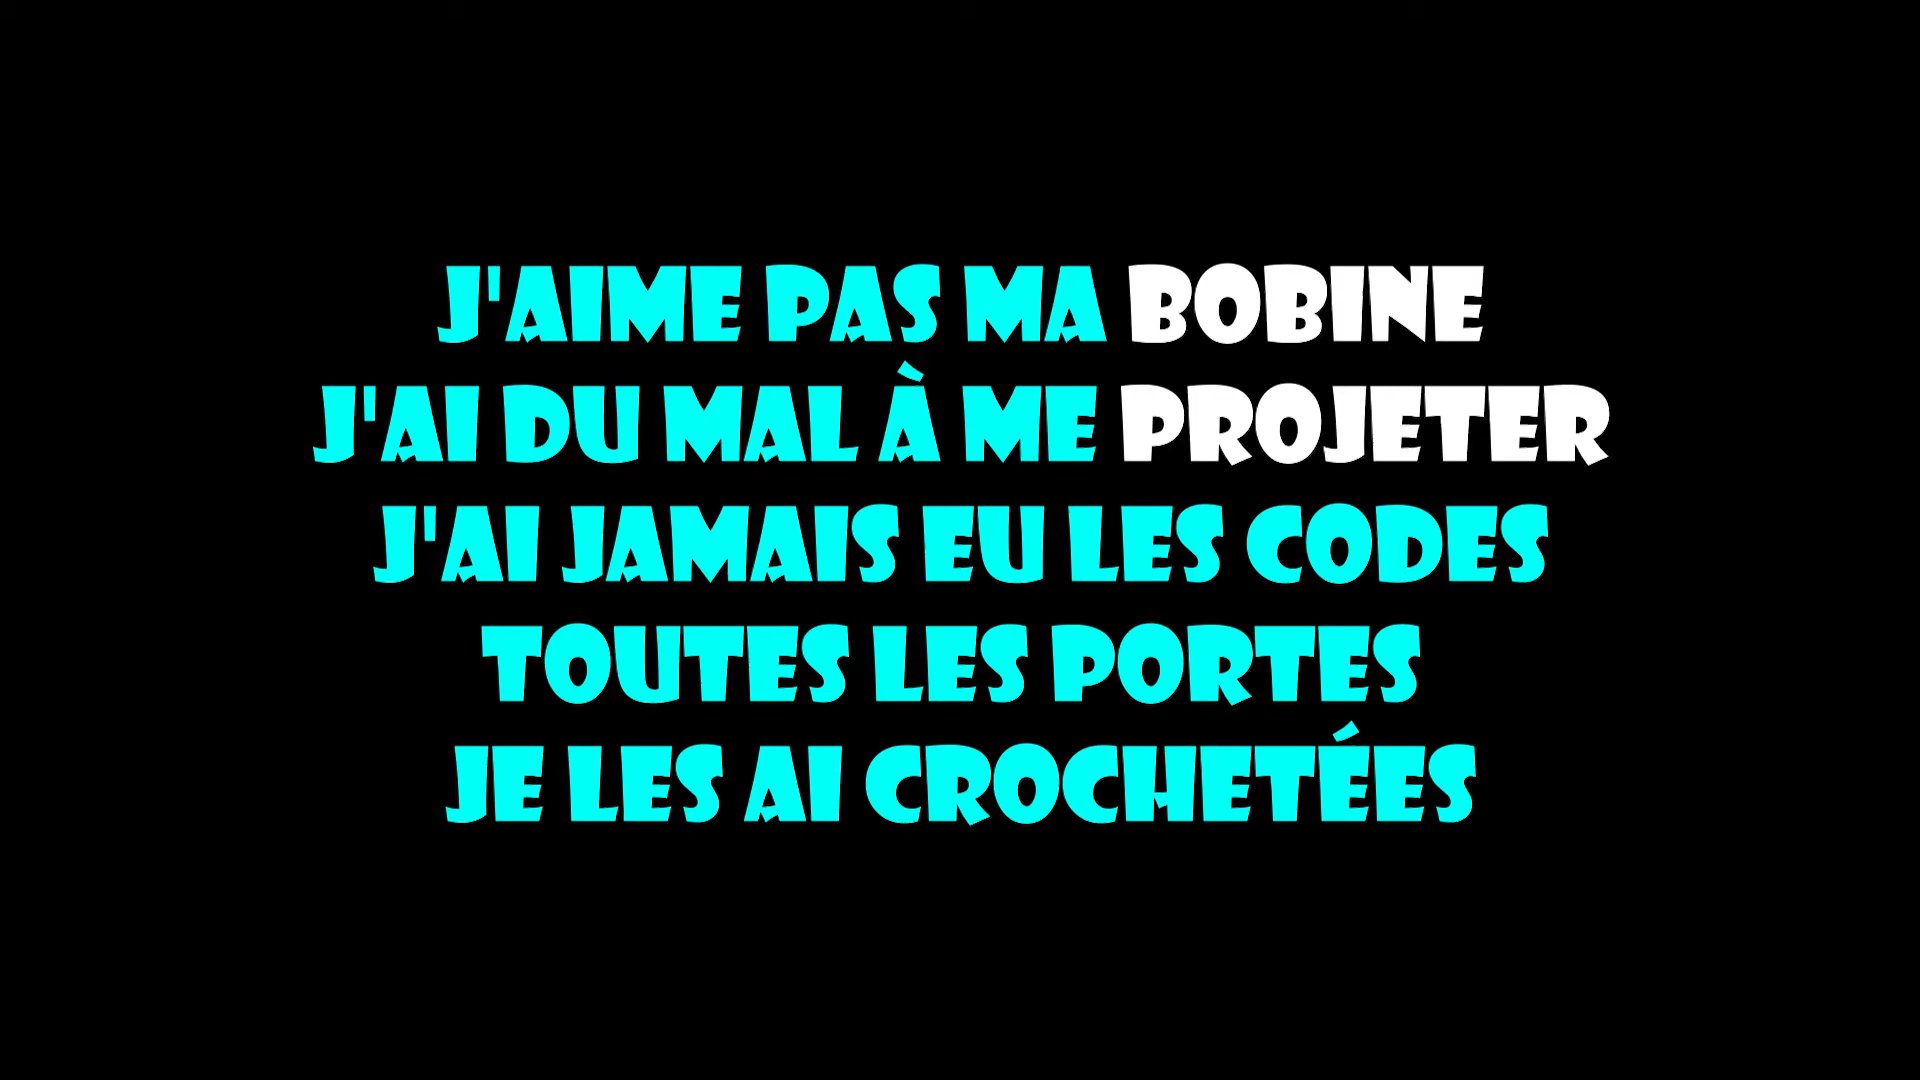 J'AIME PAS MA BOBINE
J'AI DU MAL À ME PROJETER
J'AI JAMAIS EU LES CODES
TOUTES LES PORTES
JE LES AI CROCHETÉES